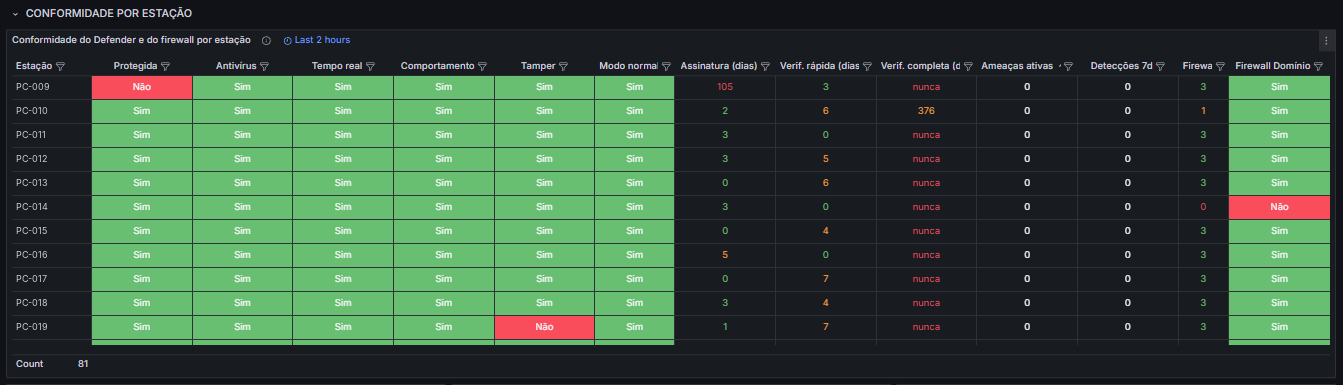 CONFORMIDADE POR ESTAÇÃO
Conformidade do Defender e do firewall por estação Last 2 hours
Estação Protegida Antivírus Tempo real Comportamento Tamper Modo normal Assinatura (dias) Verif. rápida (dias Verif. completa (d Ameaças ativas Detecções 7d Firewa Firewall Domínio
PC-009 Não Sim Sim Sim Sim Sim 105 3 nunca 0 0 3 Sim
PC-010 Sim Sim Sim Sim Sim Sim 2 6 376 0 0 1 Sim
PC-011 Sim Sim Sim Sim Sim Sim 3 0 nunca 0 0 3 Sim
PC-012 Sim Sim Sim Sim Sim Sim 3 5 nunca 0 0 3 Sim
PC-013 Sim Sim Sim Sim Sim Sim 0 6 nunca 0 0 3 Sim
PC-014 Sim Sim Sim Sim Sim Sim 3 0 nunca 0 0 0 Não
PC-015 Sim Sim Sim Sim Sim Sim 0 4 nunca 0 0 3 Sim
PC-016 Sim Sim Sim Sim Sim Sim 5 0 nunca 0 0 3 Sim
PC-017 Sim Sim Sim Sim Sim Sim 0 7 nunca 0 0 3 Sim
PC-018 Sim Sim Sim Sim Sim Sim 3 4 nunca 0 0 3 Sim
PC-019 Sim Sim Sim Sim Não Sim 1 7 nunca 0 0 3 Sim
Count 81